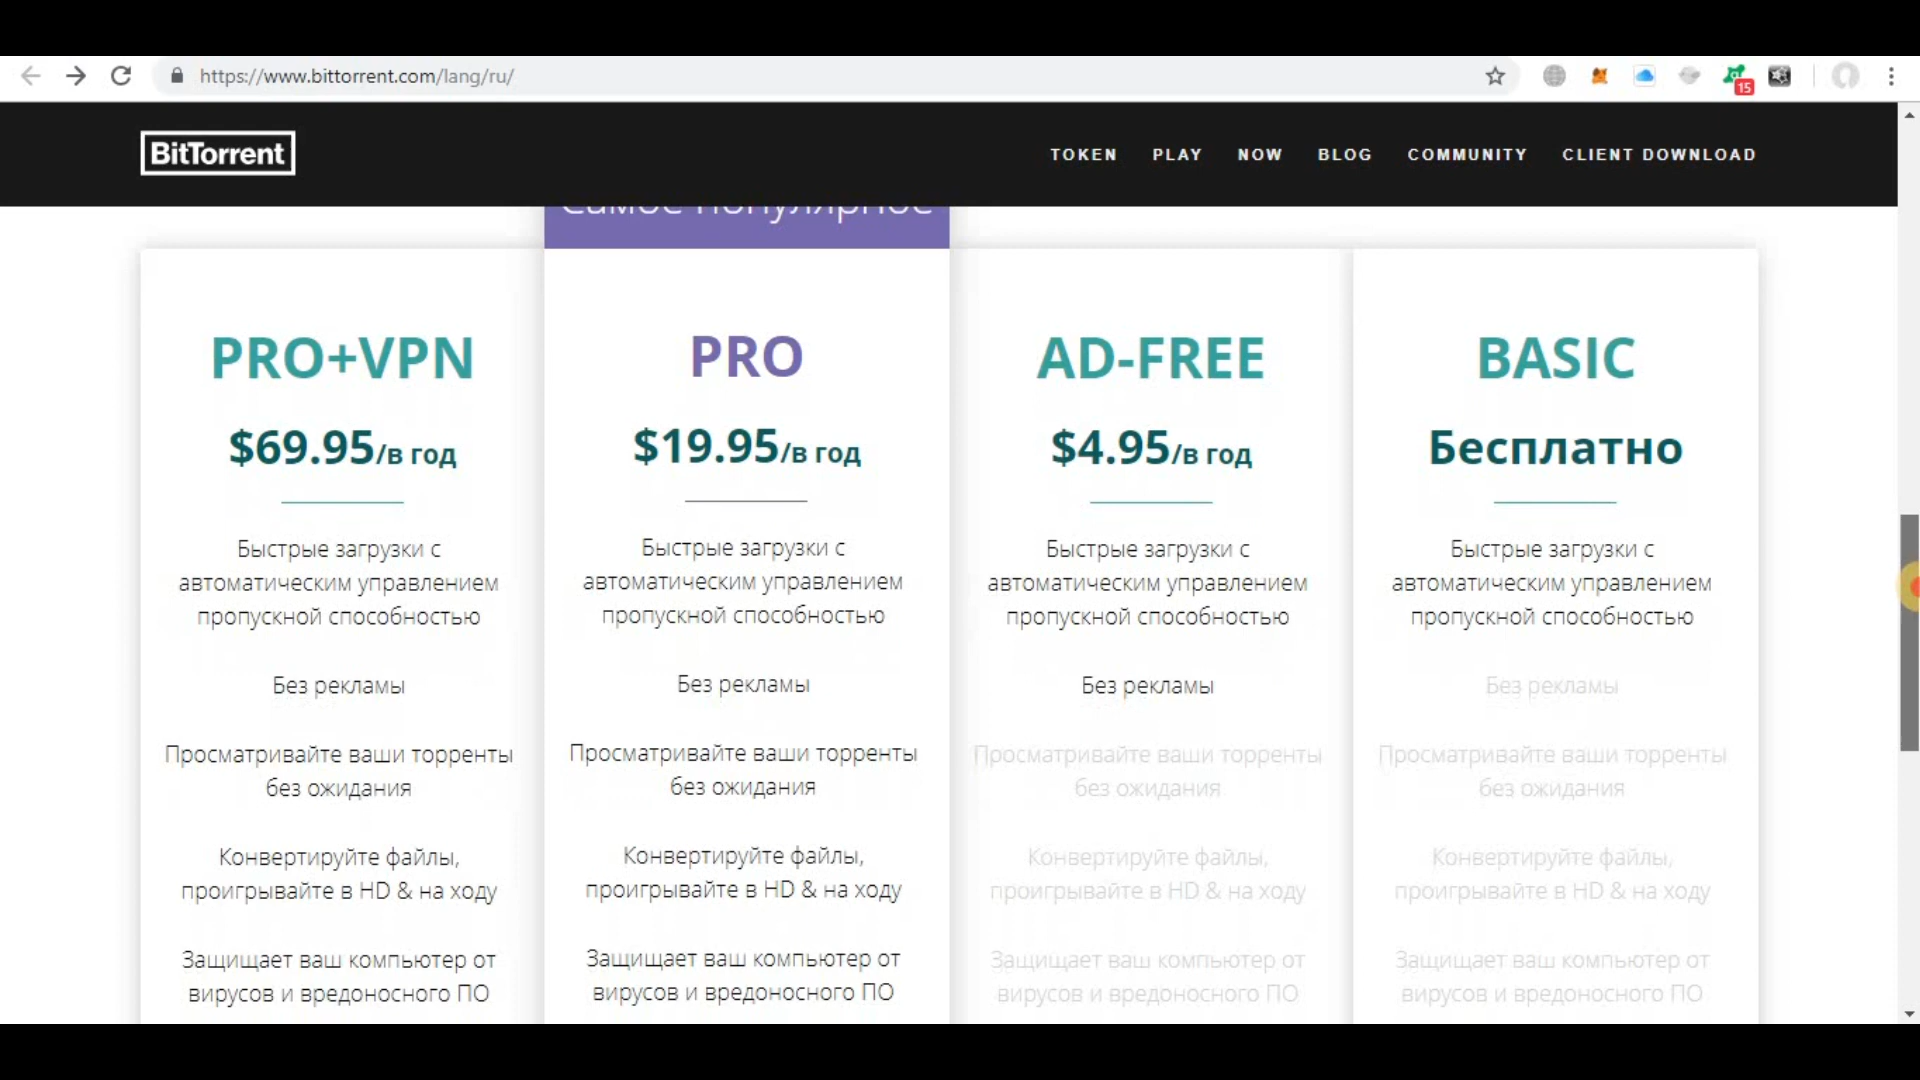 https://www.bittorrent.com/lang/ru/
15
BitTorrent
TOKEN PLAY NOW BLOG COMMUNITY CLIENT DOWNLOAD
Самое популярное
PRO+VPN
$69.95/в год
Быстрые загрузки с
автоматическим управлением
пропускной способностью
Без рекламы
Просматривайте ваши торренты
без ожидания
Конвертируйте файлы,
проигрывайте в HD & на ходу
Защищает ваш компьютер от
вирусов и вредоносного ПО
PRO
$19.95/в год
Быстрые загрузки с
автоматическим управлением
пропускной способностью
Без рекламы
Просматривайте ваши торренты
без ожидания
Конвертируйте файлы,
проигрывайте в HD & на ходу
Защищает ваш компьютер от
вирусов и вредоносного ПО
AD-FREE
$4.95/в год
Быстрые загрузки с
автоматическим управлением
пропускной способностью
Без рекламы
Просматривайте ваши торренты
без ожидания
Конвертируйте файлы,
проигрывайте в HD & на ходу
Защищает ваш компьютер от
вирусов и вредоносного ПО
BASIC
Бесплатно
Быстрые загрузки с
автоматическим управлением
пропускной способностью
Без рекламы
Просматривайте ваши торренты
без ожидания
Конвертируйте файлы,
проигрывайте в HD & на ходу
Защищает ваш компьютер от
вирусов и вредоносного ПО